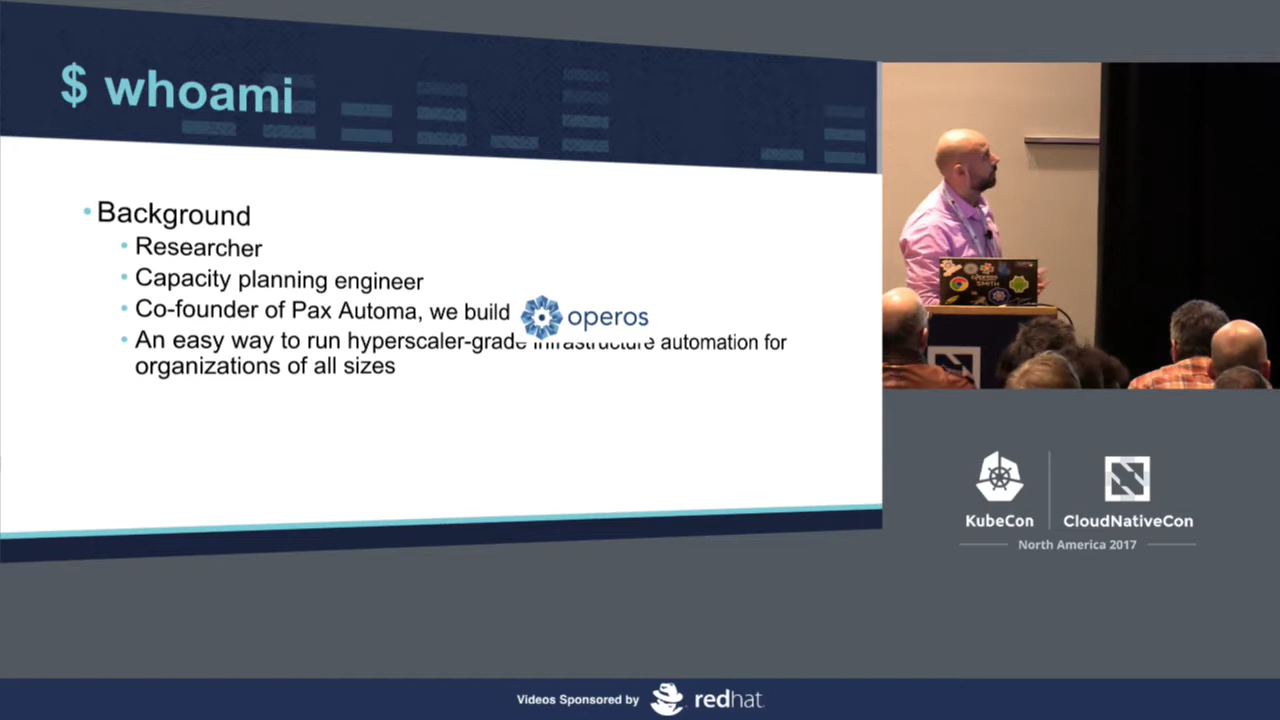 $ whoami
Background
Researcher
Capacity planning engineer
Co-founder of Pax Automa, we build operos
An easy way to run hyperscaler-grade infrastructure automation for
organizations of all sizes
KubeCon
CloudNativeCon
North America 2017
Videos Sponsored by redhat